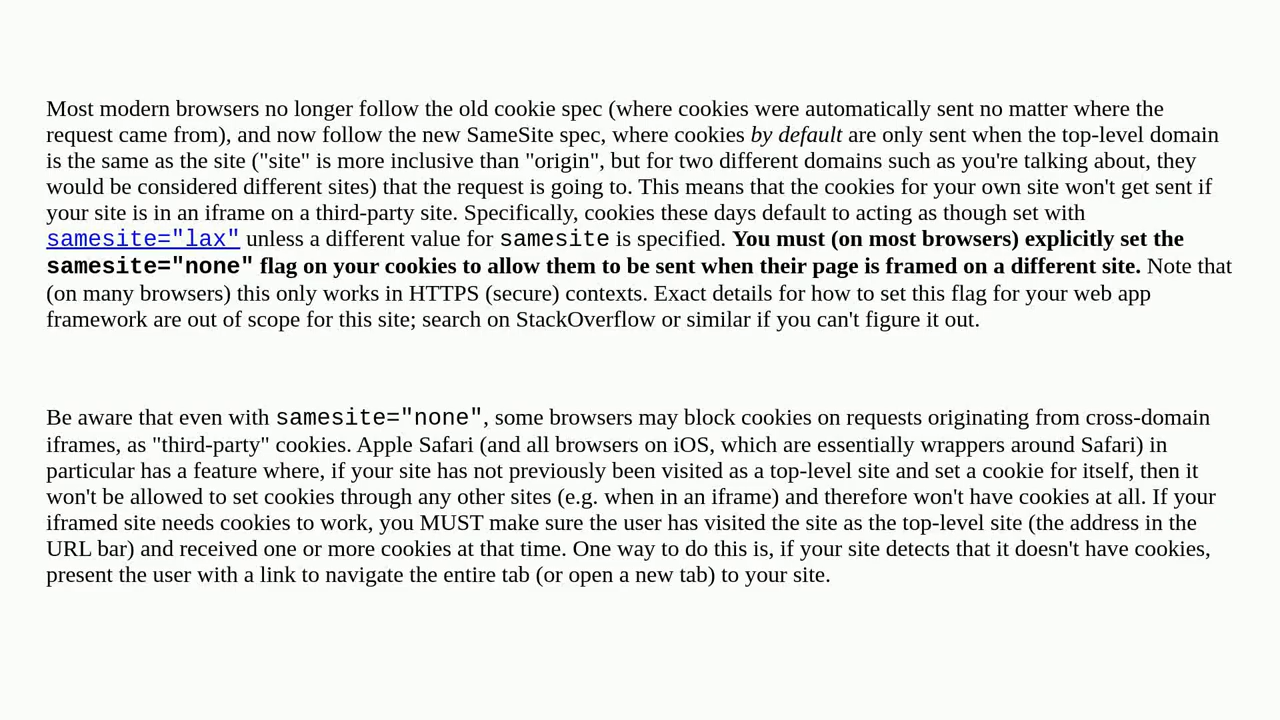 Most modern browsers no longer follow the old cookie spec (where cookies were automatically sent no matter where the
request came from), and now follow the new SameSite spec, where cookies by default are only sent when the top-level domain
is the same as the site ("site" is more inclusive than "origin", but for two different domains such as you're talking about, they
would be considered different sites) that the request is going to. This means that the cookies for your own site won't get sent if
your site is in an iframe on a third-party site. Specifically, cookies these days default to acting as though set with
samesite="lax" unless a different value for samesite is specified. You must (on most browsers) explicitly set the
samesite="none" flag on your cookies to allow them to be sent when their page is framed on a different site. Note that
(on many browsers) this only works in HTTPS (secure) contexts. Exact details for how to set this flag for your web app
framework are out of scope for this site; search on StackOverflow or similar if you can't figure it out.
Be aware that even with samesite="none", some browsers may block cookies on requests originating from cross-domain
iframes, as "third-party" cookies. Apple Safari (and all browsers on iOS, which are essentially wrappers around Safari) in
particular has a feature where, if your site has not previously been visited as a top-level site and set a cookie for itself, then it
won't be allowed to set cookies through any other sites (e.g. when in an iframe) and therefore won't have cookies at all. If your
iframed site needs cookies to work, you MUST make sure the user has visited the site as the top-level site (the address in the
URL bar) and received one or more cookies at that time. One way to do this is, if your site detects that it doesn't have cookies,
present the user with a link to navigate the entire tab (or open a new tab) to your site.